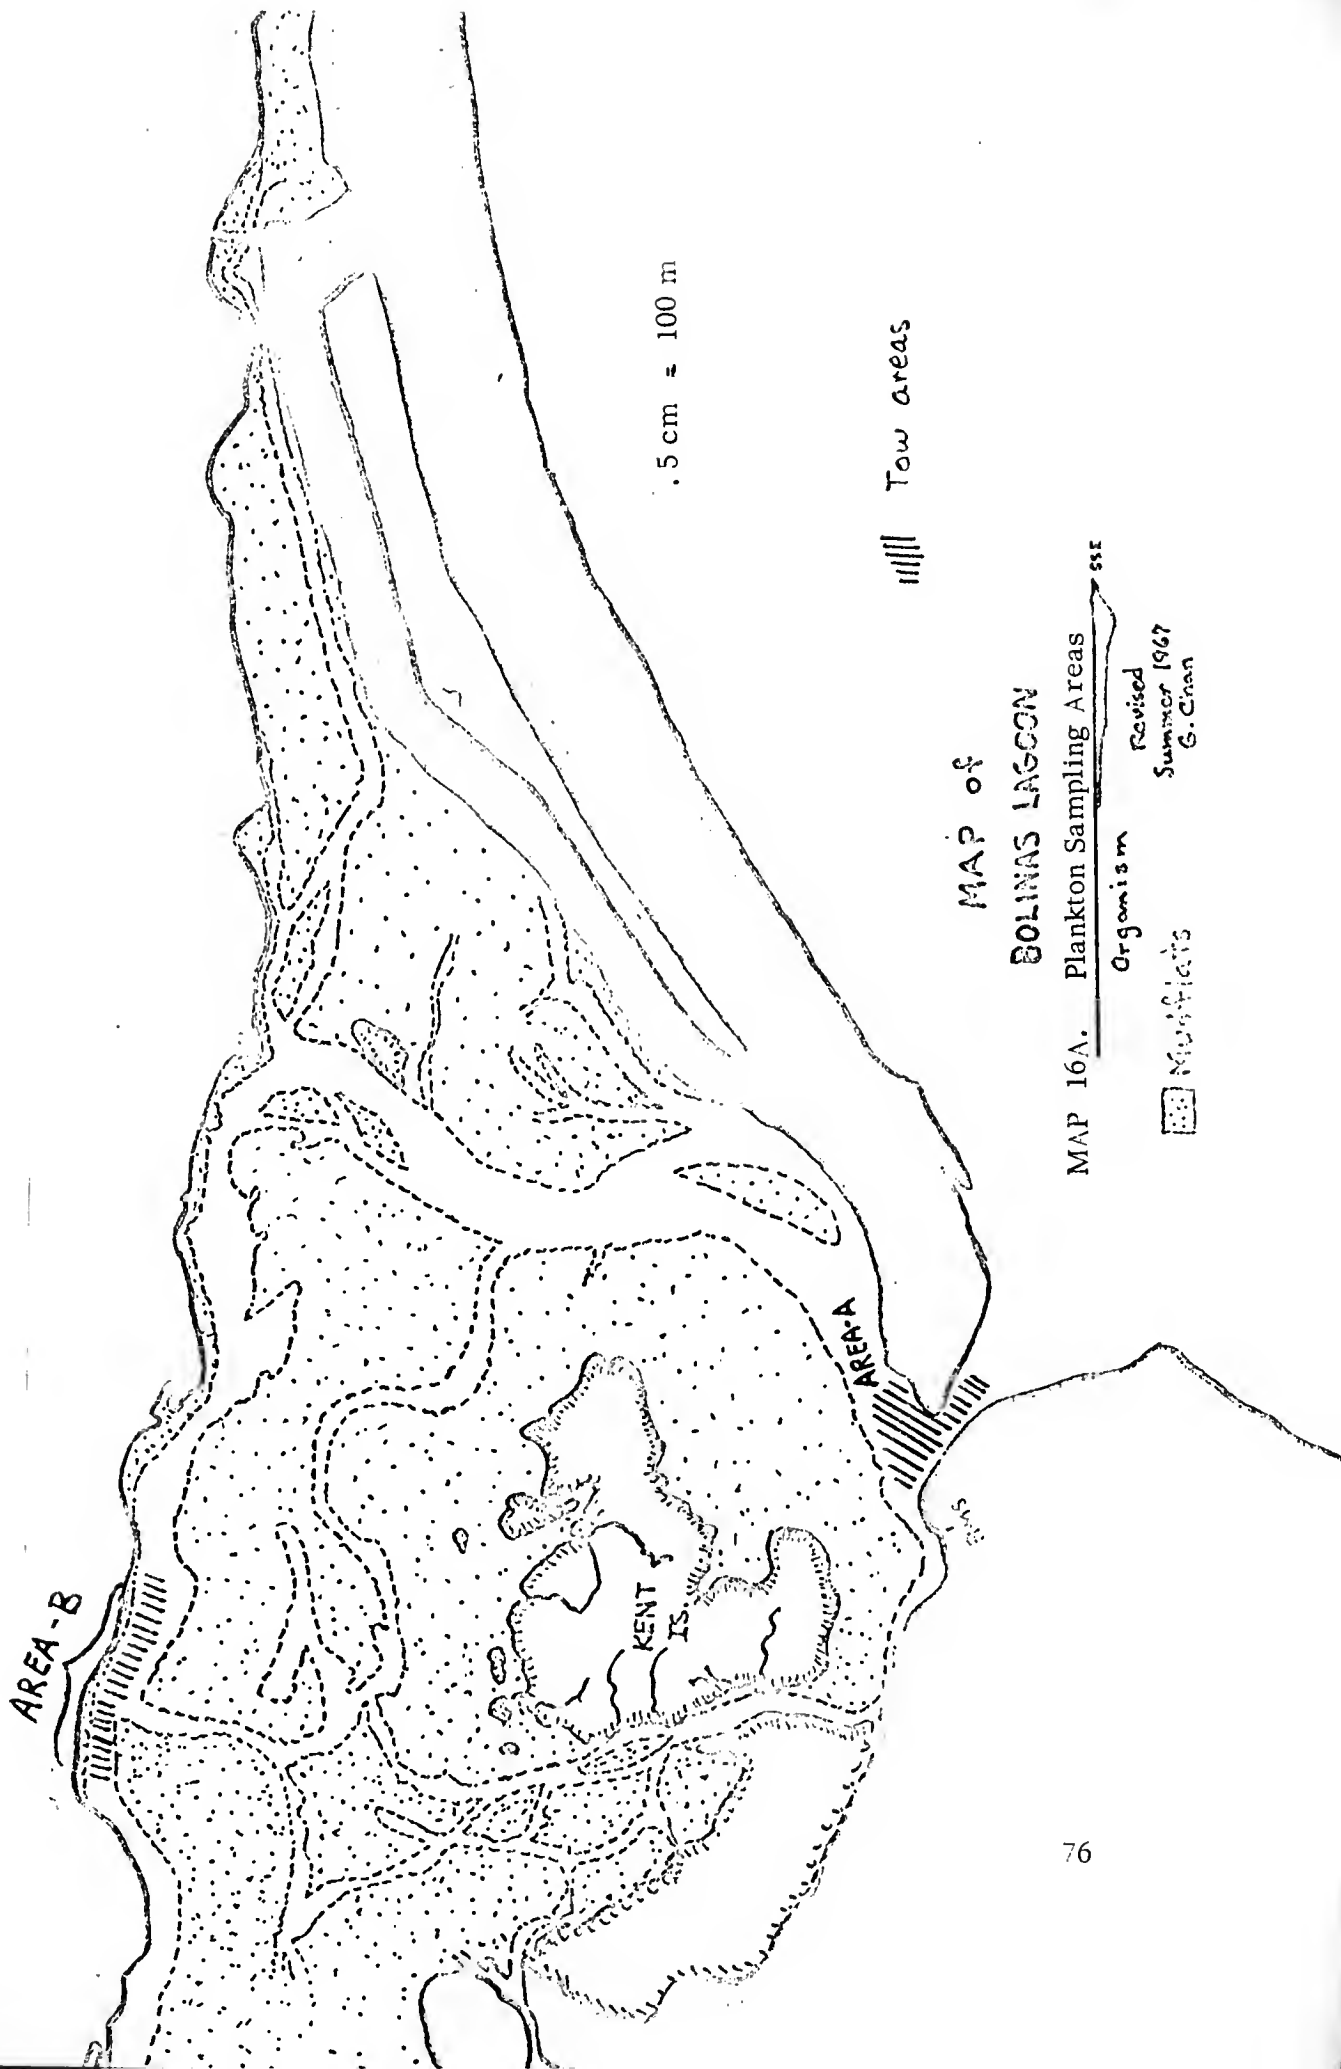 AREA-B
KENT
IS.
AREA-A
.5 cm = 100 m
Tow areas
MAP of
BOLINAS LAGOON
MAP 16A. Plankton Sampling Areas
SSE
Organism
Revised
Summer 1967
G. Chan
Mudflats
76